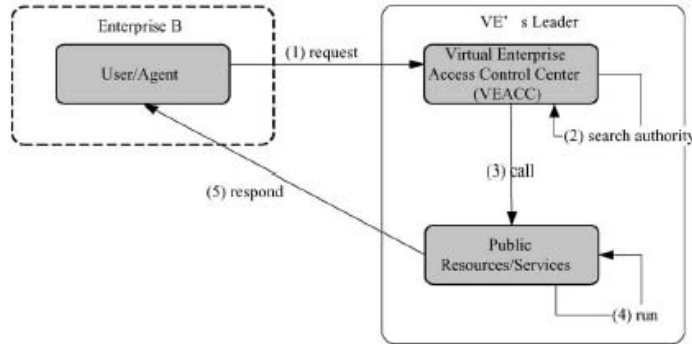 Enterprise B
VE’ s Leader
User/Agent
(1) request
Virtual Enterprise
Access Control Center
(VEACC)
(2) search authority
(3) call
(5) respond
Public
Resources/Services
(4) run